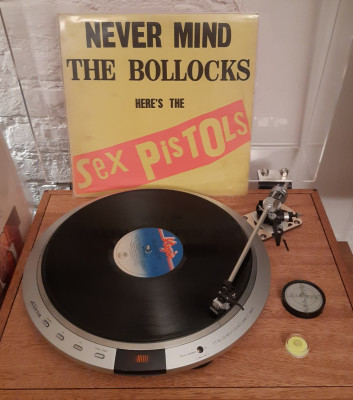 NEVER MIND
THE BOLLOCKS
HERE'S THE
Sex PisTOLs